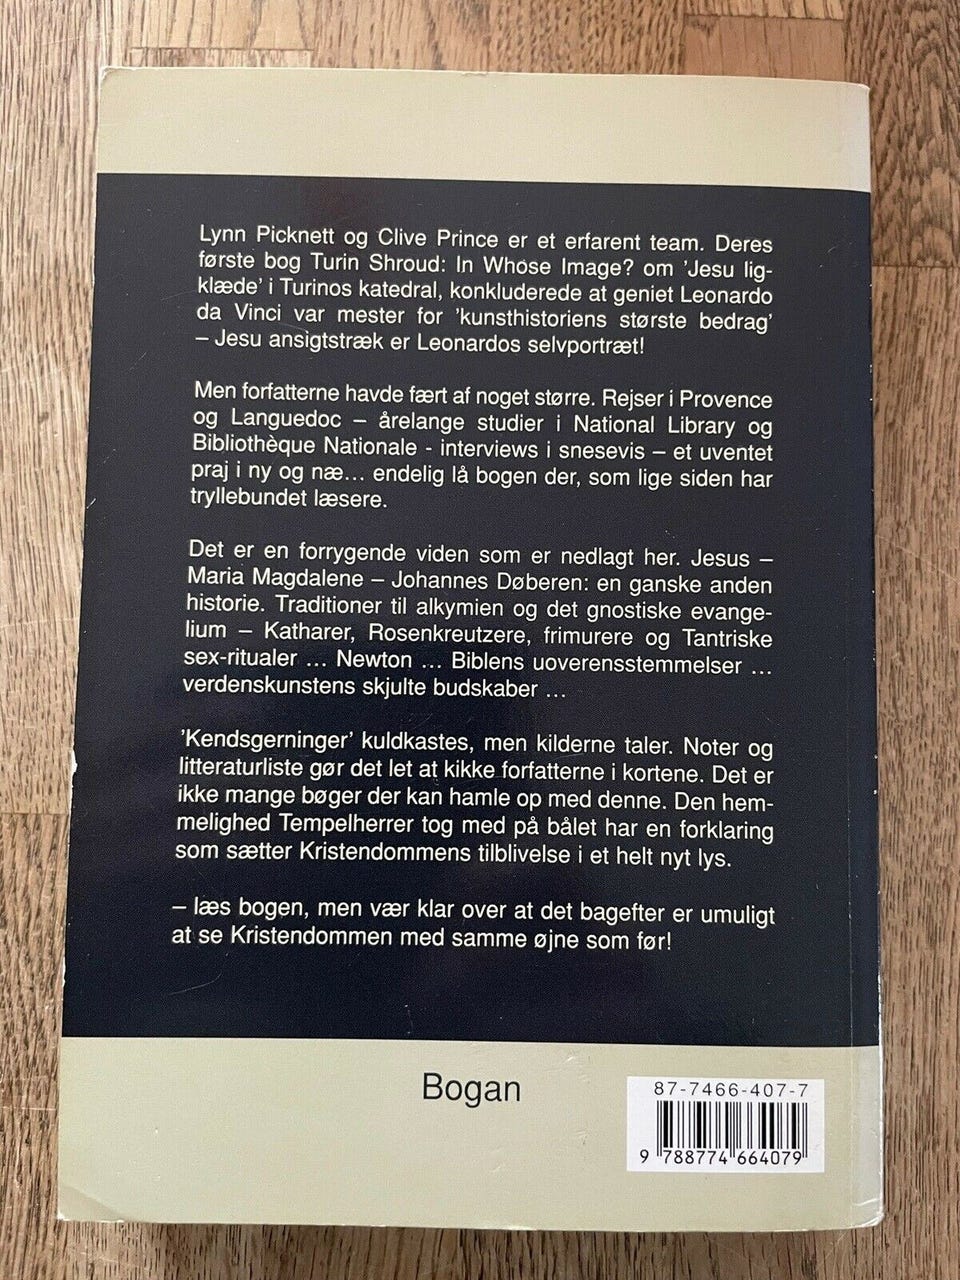 Lynn Picknett og Clive Prince er et erfarent team. Deres
første bog Turin Shroud: In Whose Image? om 'Jesu lig-
klæde' i Turinos katedral, konkluderede at geniet Leonardo
da Vinci var mester for 'kunsthistoriens største bedrag'
– Jesu ansigtstræk er Leonardos selvportræt!
Men forfatterne havde fært af noget større. Rejser i Provence
og Languedoc – årelange studier i National Library og
Bibliothèque Nationale - interviews i snesevis – et uventet
praj i ny og næ… endelig lå bogen der, som lige siden har
tryllebundet læsere.
Det er en forrygende viden som er nedlagt her. Jesus –
Maria Magdalene – Johannes Døberen: en ganske anden
historie. Traditioner til alkymien og det gnostiske evange-
lium – Katharer, Rosenkreutzere, frimurere og Tantriske
sex-ritualer … Newton … Biblens uoverensstemmelser …
verdenskunstens skjulte budskaber …
'Kendsgerninger' kuldkastes, men kilderne taler. Noter og
litteraturliste gør det let at kikke forfatterne i kortene. Det er
ikke mange bøger der kan hamle op med denne. Den hem-
melighed Tempelherrer tog med på bålet har en forklaring
som sætter Kristendommens tilblivelse i et helt nyt lys.
– læs bogen, men vær klar over at det bagefter er umuligt
at se Kristendommen med samme øjne som før!
Bogan
87-7466-407-7
9 788774 664079